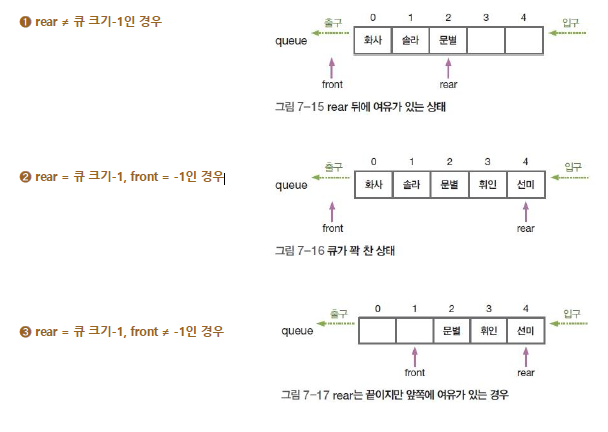 ❶ rear ≠ 큐 크기-1인 경우
0 1 2 3 4
출구 입구
queue 화사 솔라 문별
front rear
그림 7-15 rear 뒤에 여유가 있는 상태
❷ rear = 큐 크기-1, front = -1인 경우
0 1 2 3 4
출구 입구
queue 화사 솔라 문별 휘인 선미
front rear
그림 7-16 큐가 꽉 찬 상태
❸ rear = 큐 크기-1, front ≠ -1인 경우
0 1 2 3 4
출구 입구
queue 문별 휘인 선미
front rear
그림 7-17 rear는 끝이지만 앞쪽에 여유가 있는 경우